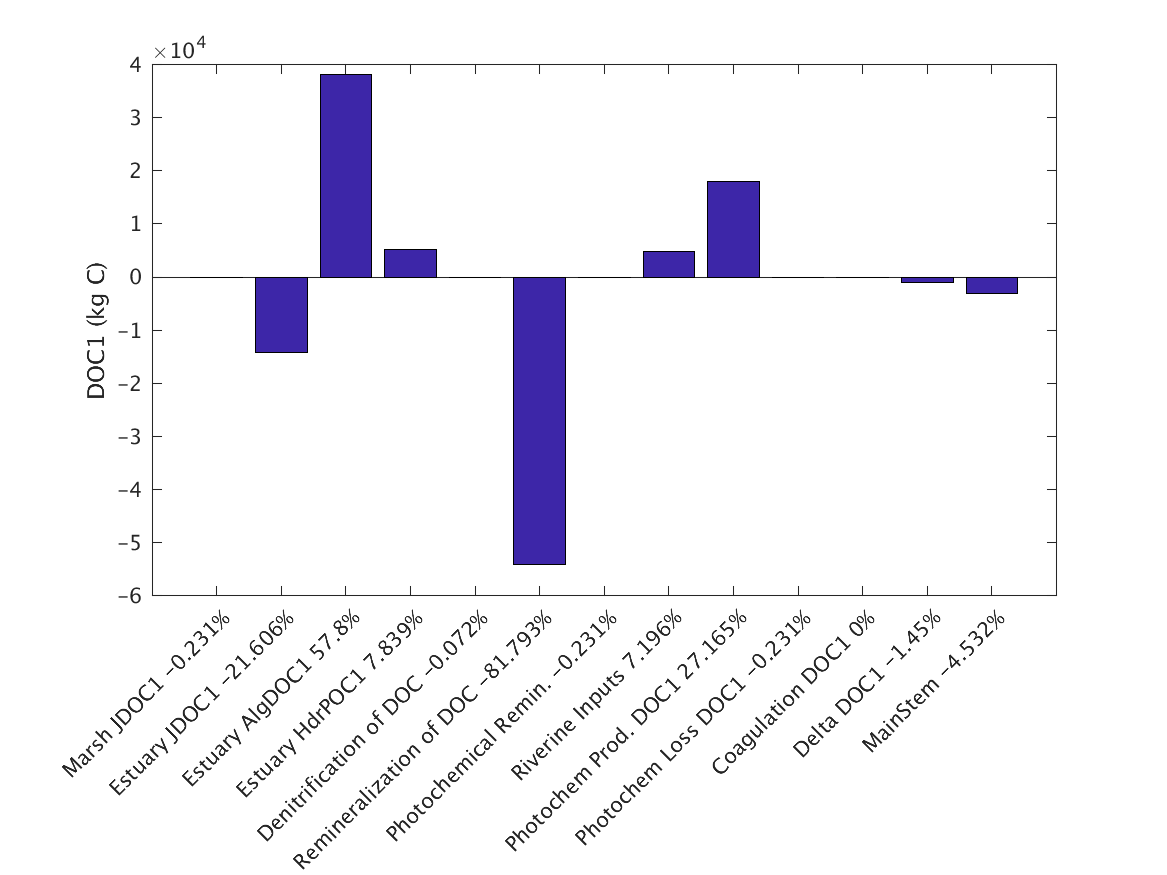 ×10⁴
4
3
2
1
0
−1
−2
−3
−4
−5
−6
DOC1 (kg C)
Marsh JDOC1 −0.231%
Estuary JDOC1 −21.606%
Estuary AlgDOC1 57.8%
Estuary HdrPOC1 7.839%
Denitrification of DOC −0.072%
Remineralization of DOC −81.793%
Photochemical Remin. −0.231%
Riverine Inputs 7.196%
Photochem Prod. DOC1 27.165%
Photochem Loss DOC1 −0.231%
Coagulation DOC1 0%
Delta DOC1 −1.45%
MainStem −4.532%